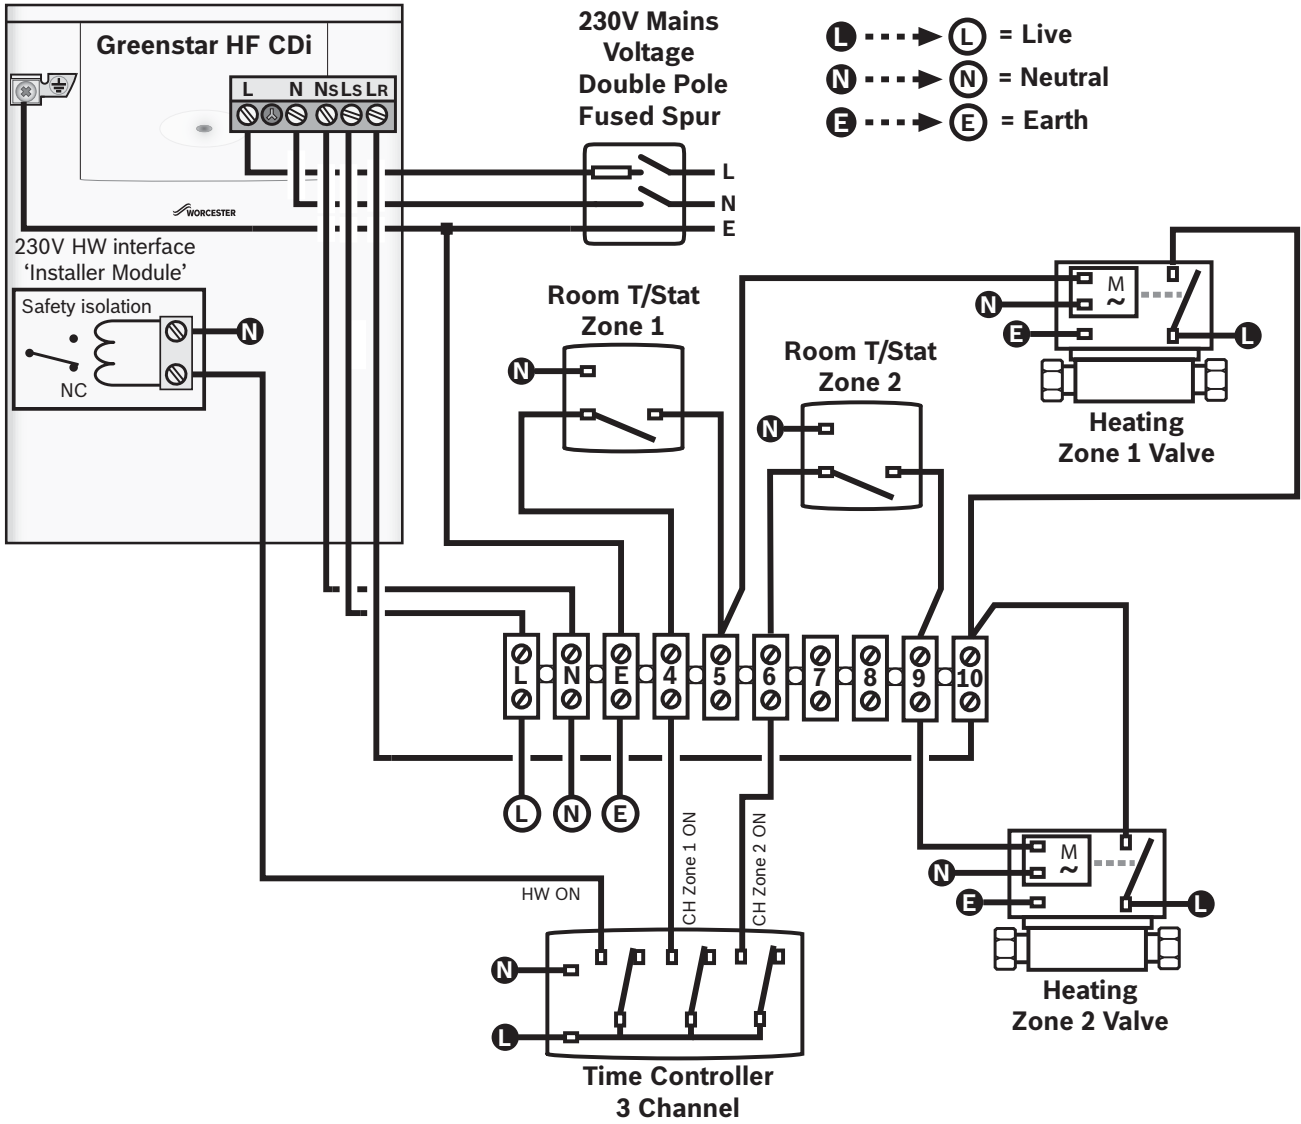 Greenstar HF CDi
L N NS LS LR
WORCESTER
230V HW interface
‘Installer Module’
Safety isolation
N
NC
230V Mains
Voltage
Double Pole
Fused Spur
L
N
E
L L = Live
N N = Neutral
E E = Earth
Room T/Stat
Zone 1
N
Room T/Stat
Zone 2
N
M
~
N
E
L
Heating
Zone 1 Valve
L N E 4 5 6 7 8 9 10
L N E
HW ON
CH Zone 1 ON
CH Zone 2 ON
N
L
Time Controller
3 Channel
M
~
N
E
L
Heating
Zone 2 Valve